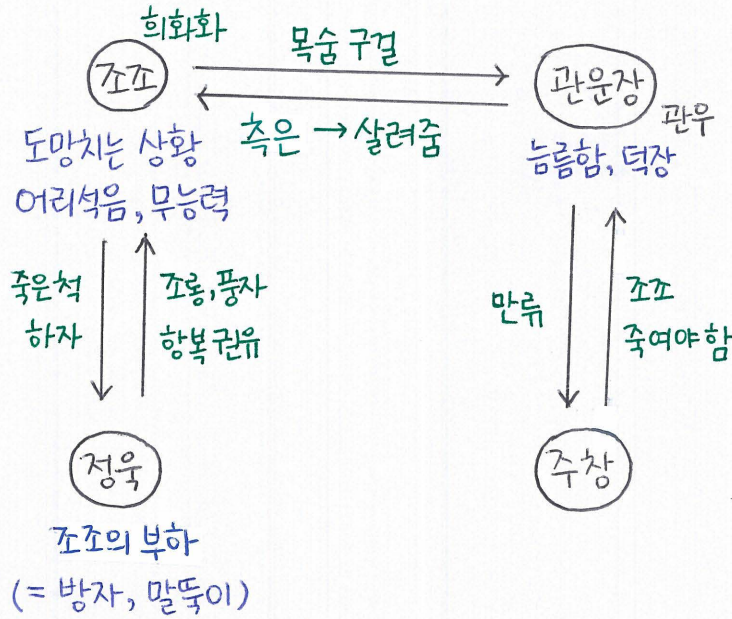 희화화
조조
목숨 구걸
관운장
관우
측은 → 살려줌
도망치는 상황
어리석음, 무능력
늠름함, 덕장
죽은척
하자
조롱, 풍자
항복 권유
만류
조조
죽여야 함
정욱
주창
조조의 부하
(= 방자, 말뚝이)